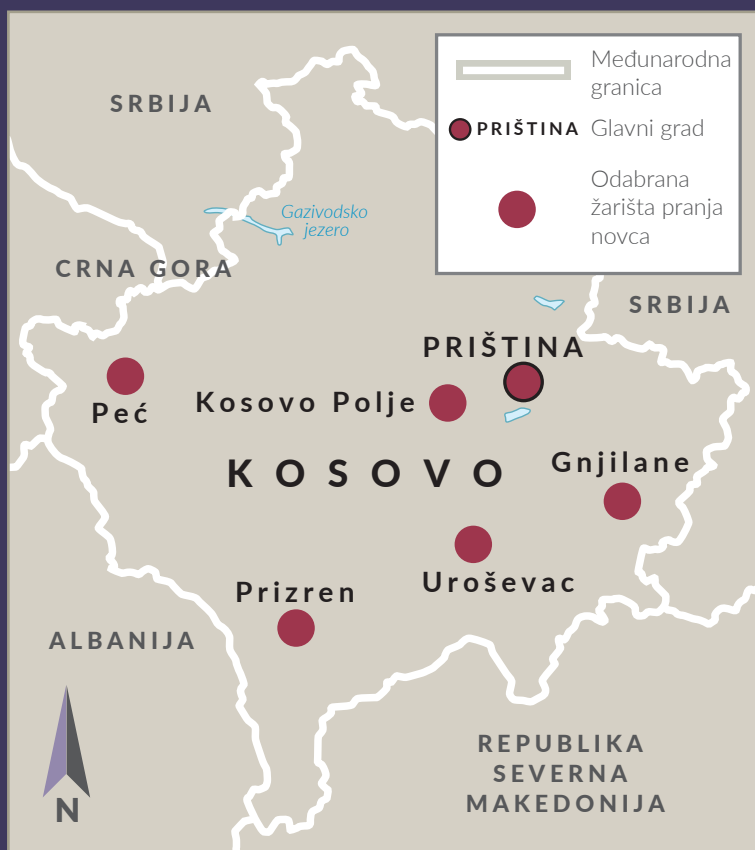 SRBIJA
Međunarodna
granica
PRIŠTINA
Glavni grad
Odabrana
žarišta pranja
novca
Gazivodsko
jezero
CRNA GORA
SRBIJA
PRIŠTINA
Peć
Kosovo Polje
KOSOVO
Gnjilane
Uroševac
Prizren
ALBANIJA
REPUBLIKA
SEVERNA
MAKEDONIJA
N